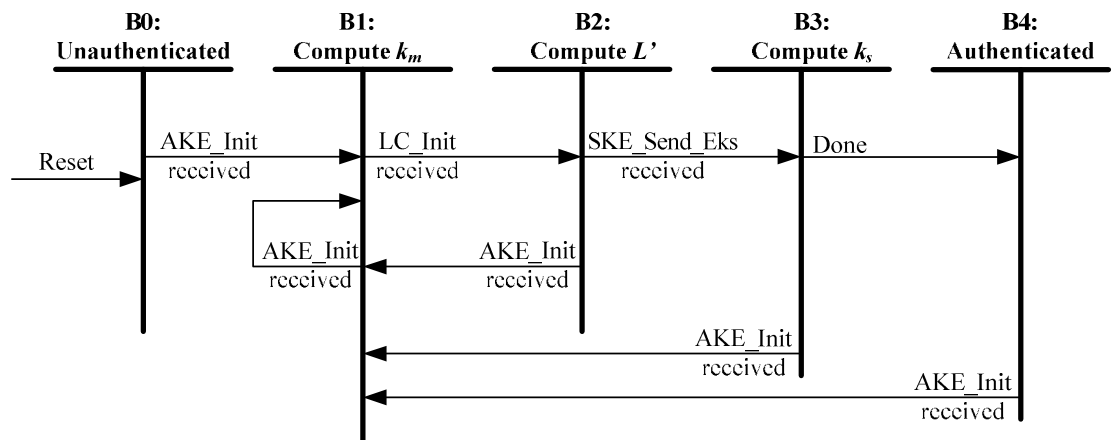 B0:
Unauthenticated
B1:
Compute km
B2:
Compute L’
B3:
Compute ks
B4:
Authenticated
Reset
AKE_Init
received
LC_Init
received
SKE_Send_Eks
received
Done
AKE_Init
received
AKE_Init
received
AKE_Init
received
AKE_Init
received